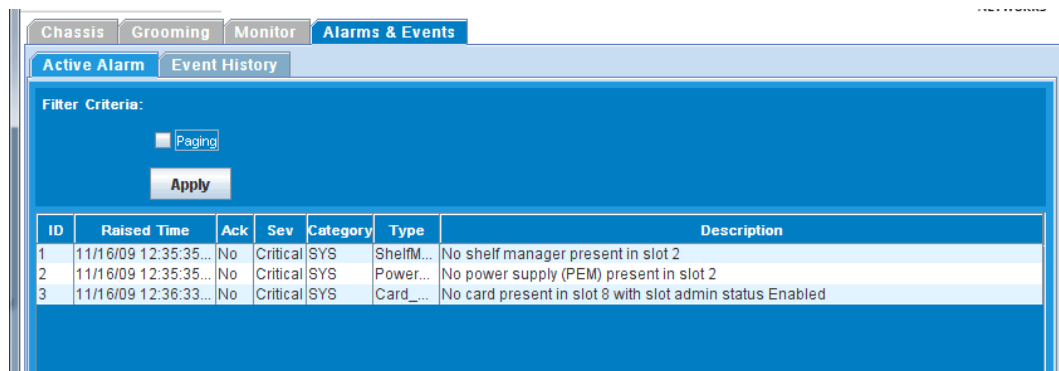 NETWORKS
Chassis Grooming Monitor Alarms & Events
Active Alarm Event History
Filter Criteria:
Paging
Apply
ID Raised Time Ack Sev Category Type Description
1 11/16/09 12:35:35... No Critical SYS ShelfM... No shelf manager present in slot 2
2 11/16/09 12:35:35... No Critical SYS Power... No power supply (PEM) present in slot 2
3 11/16/09 12:36:33... No Critical SYS Card_... No card present in slot 8 with slot admin status Enabled